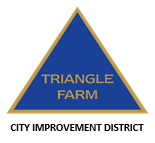 TRIANGLE
FARM
CITY IMPROVEMENT DISTRICT